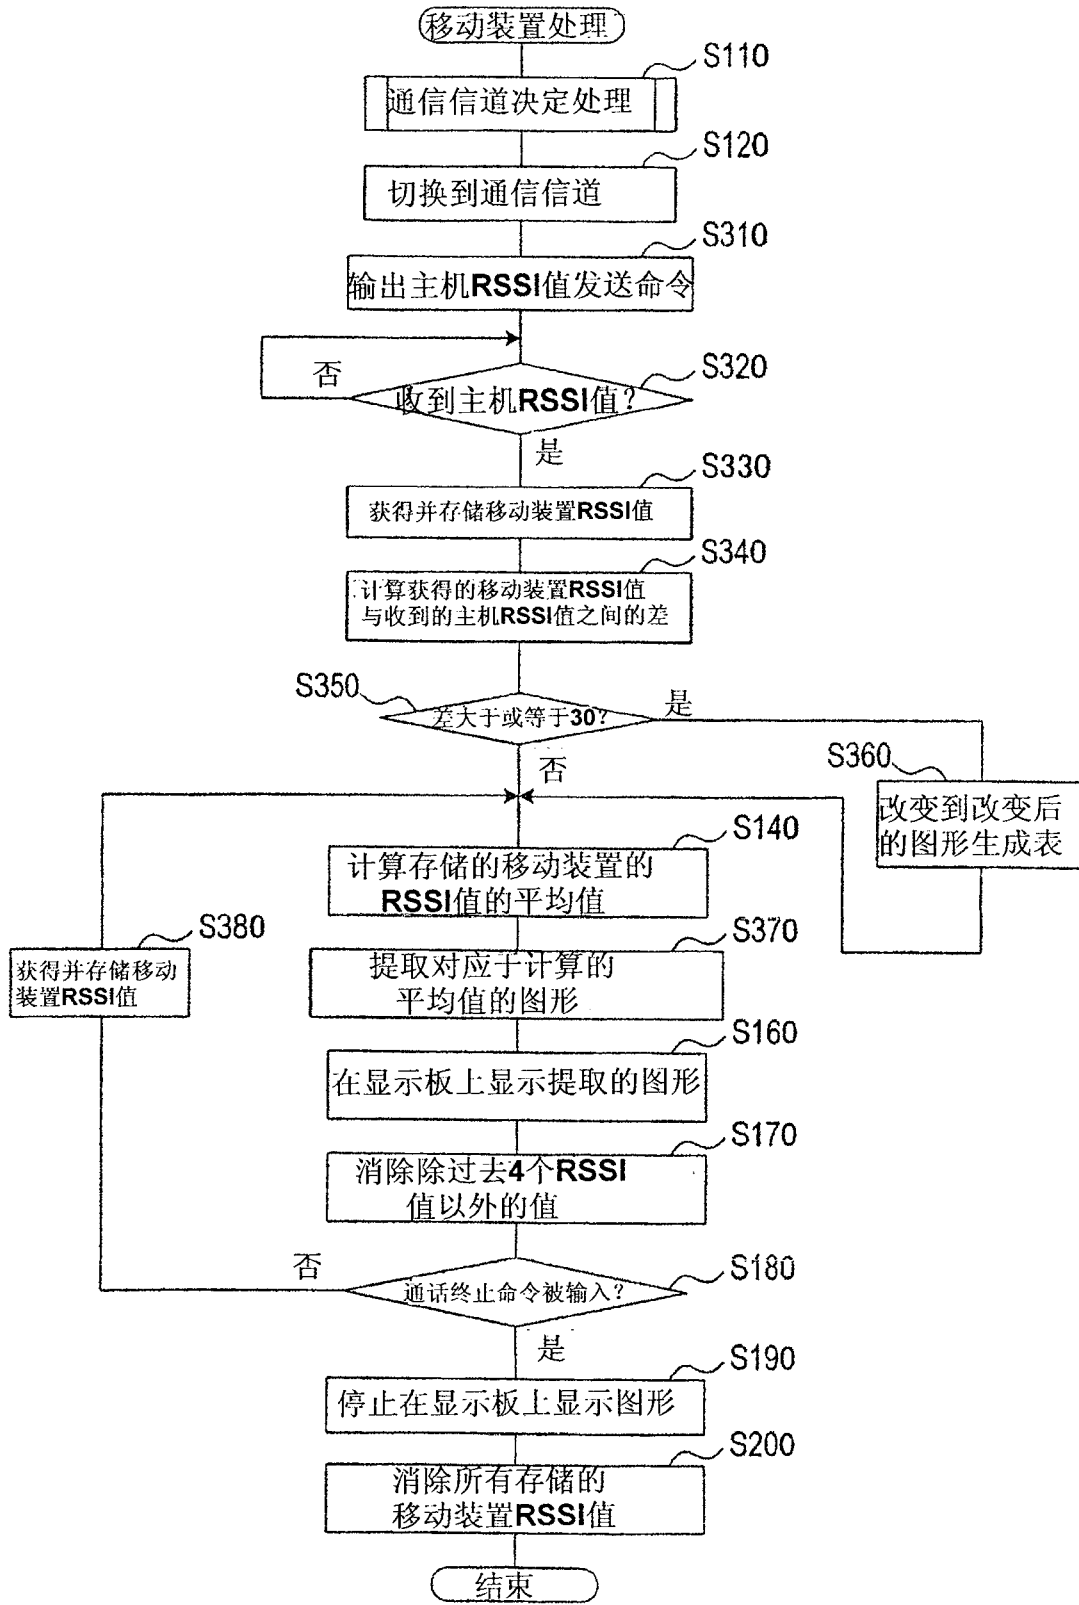 移动装置处理
S110
通信信道决定处理
S120
切换到通信信道
S310
输出主机RSSI值发送命令
S320
否
收到主机RSSI值?
是
S330
获得并存储移动装置RSSI值
S340
计算获得的移动装置RSSI值
与收到的主机RSSI值之间的差
S350
差大于或等于30?
是
否
S360
改变到改变后
的图形生成表
S140
计算存储的移动装置的
RSSI值的平均值
S380
获得并存储移动
装置RSSI值
S370
提取对应于计算的
平均值的图形
S160
在显示板上显示提取的图形
S170
消除除过去4个RSSI
值以外的值
否
S180
通话终止命令被输入?
是
S190
停止在显示板上显示图形
S200
消除所有存储的
移动装置RSSI值
结束